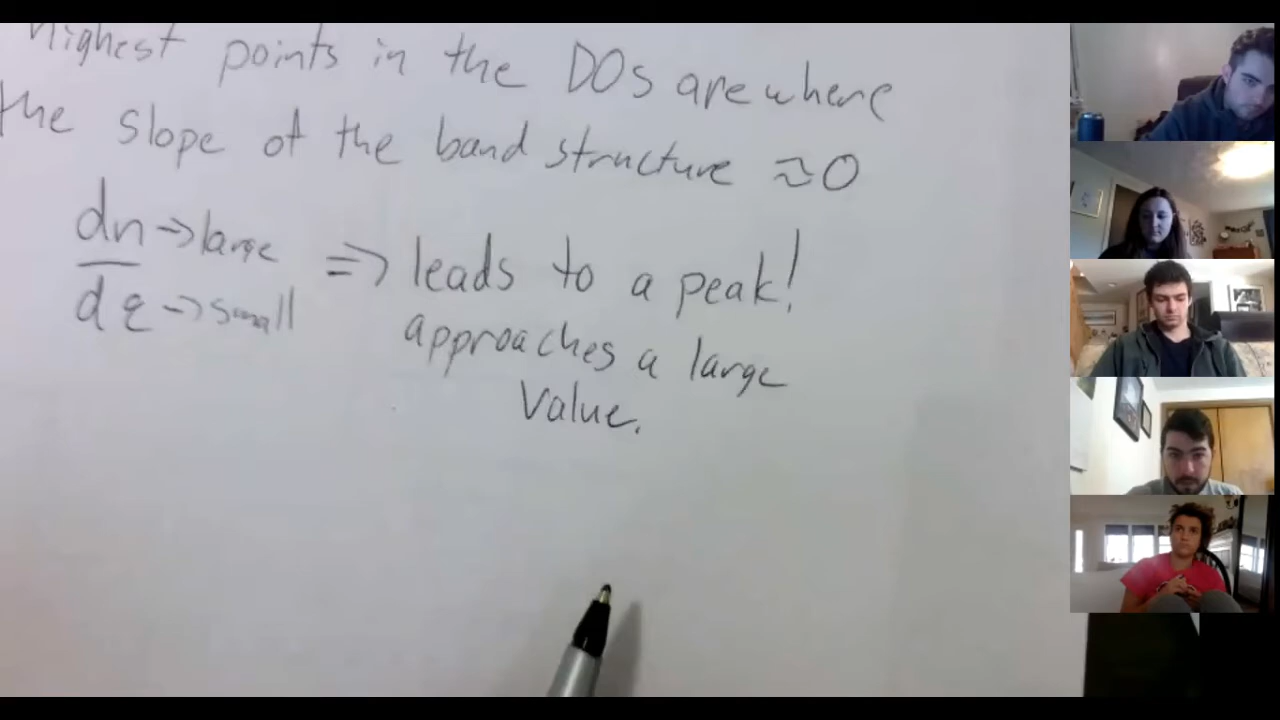 highest points in the DOs are where
the slope of the band structure ≈0
dn → large ⇒ leads to a peak!
dε → small
approaches a large
value.